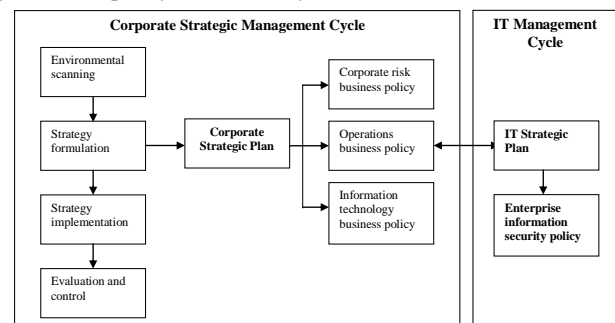 Corporate Strategic Management Cycle
IT Management
Cycle
Environmental
scanning
Strategy
formulation
Strategy
implementation
Evaluation and
control
Corporate
Strategic Plan
Corporate risk
business policy
Operations
business policy
Information
technology
business policy
IT Strategic
Plan
Enterprise
information
security policy